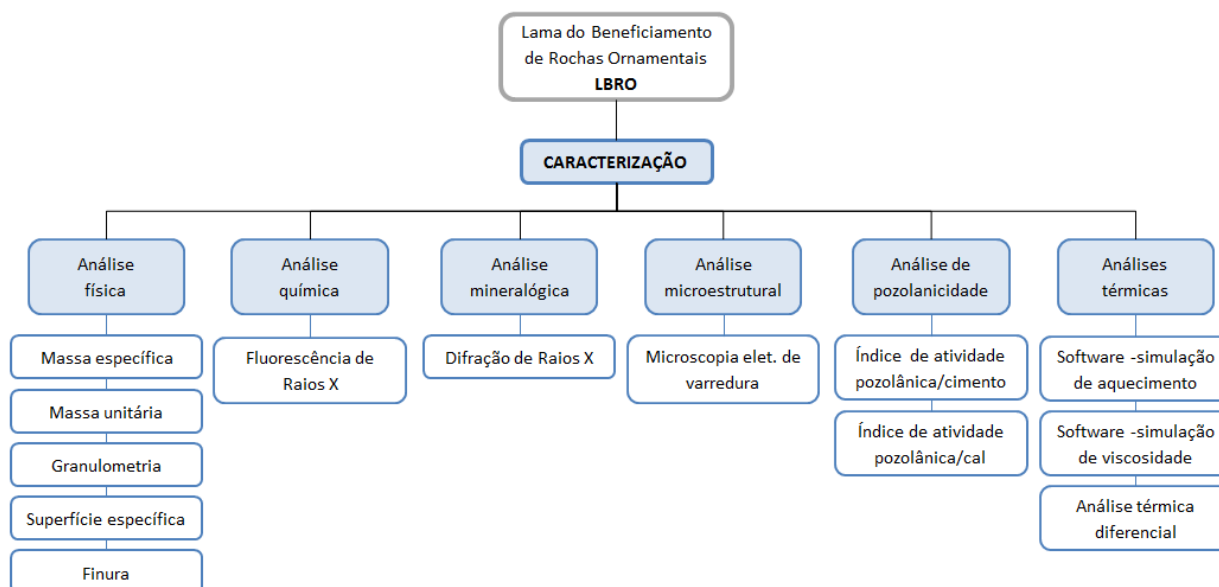 Lama do Beneficiamento
de Rochas Ornamentais
LBRO
CARACTERIZAÇÃO
Análise
física
Massa específica
Massa unitária
Granulometria
Superfície específica
Finura
Análise
química
Fluorescência de
Raios X
Análise
mineralógica
Difração de Raios X
Análise
microestrutural
Microscopia elet. de
varredura
Análise de
pozolanicidade
Índice de atividade
pozolânica/cimento
Índice de atividade
pozolânica/cal
Análises
térmicas
Software -simulação
de aquecimento
Software -simulação
de viscosidade
Análise térmica
diferencial